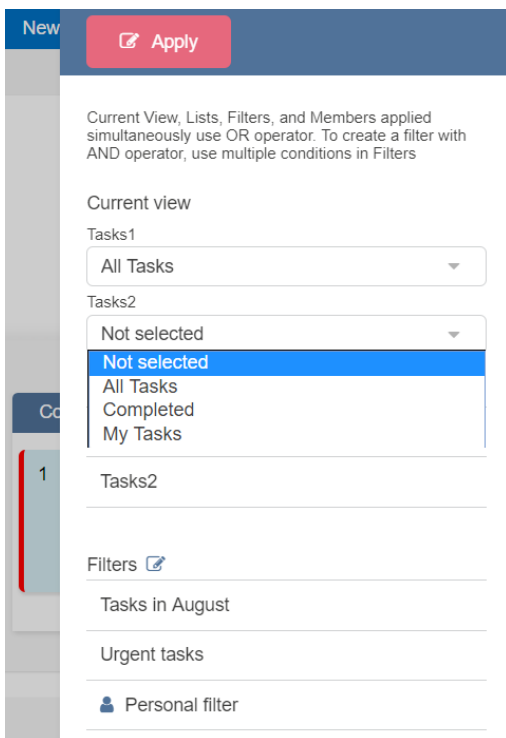 New
Apply
Current View, Lists, Filters, and Members applied
simultaneously use OR operator. To create a filter with
AND operator, use multiple conditions in Filters
Current view
Tasks1
All Tasks
Tasks2
Not selected
Not selected
All Tasks
Completed
My Tasks
Co
1
Tasks2
Filters
Tasks in August
Urgent tasks
Personal filter